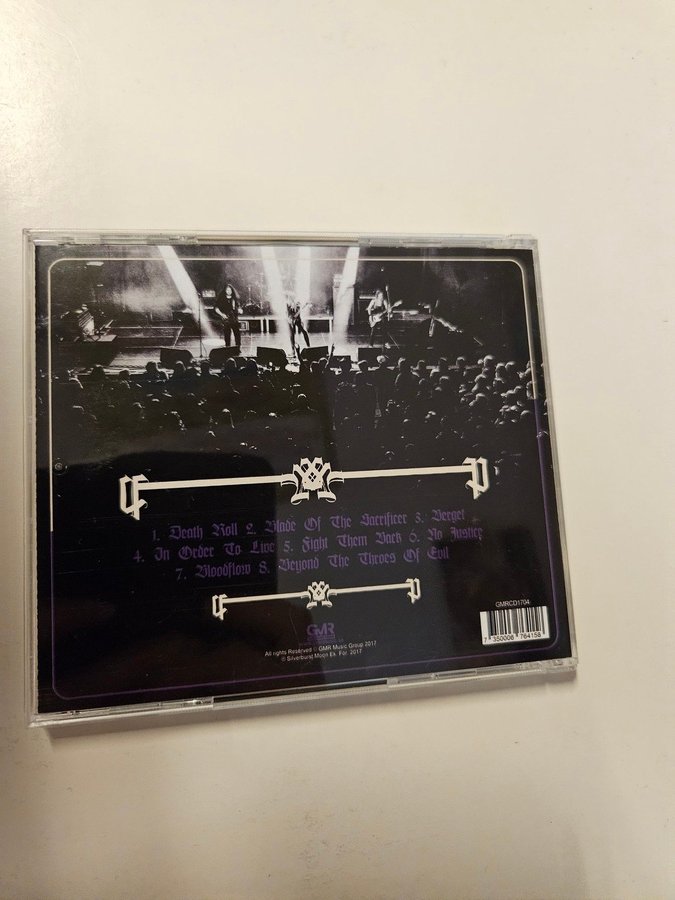 1. Death Roll 2. Blade Of The Sacrificer 3. Berget
4. In Order To Live 5. Fight Them Back 6. No Justice
7. Bloodflow 8. Beyond The Throes Of Evil
GMRCD1704
GMR
All rights Reserved © GMR Music Group 2017
℗ Silverburst Moon Ek. För. 2017
7 350006 764158